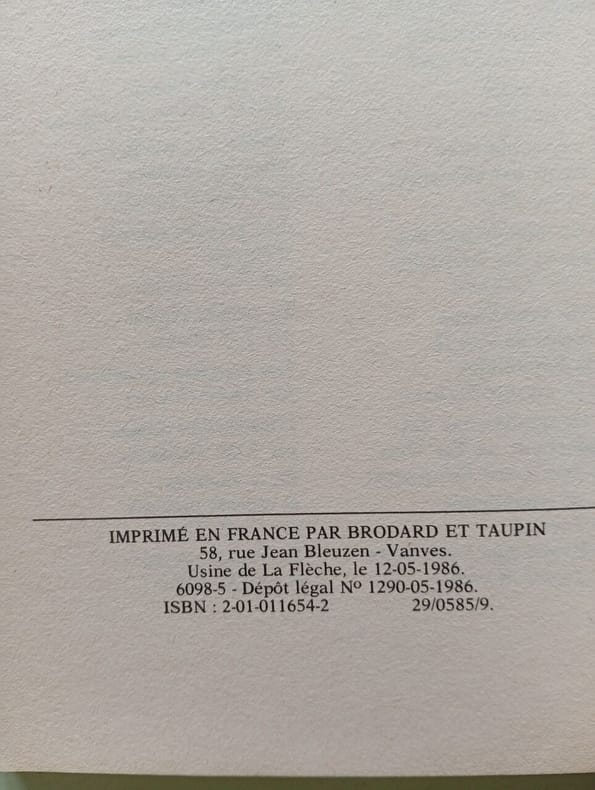 IMPRIMÉ EN FRANCE PAR BRODARD ET TAUPIN
58, rue Jean Bleuzen - Vanves.
Usine de La Flèche, le 12-05-1986.
6098-5 - Dépôt légal Nº 1290-05-1986.
ISBN : 2-01-011654-2 29/0585/9.